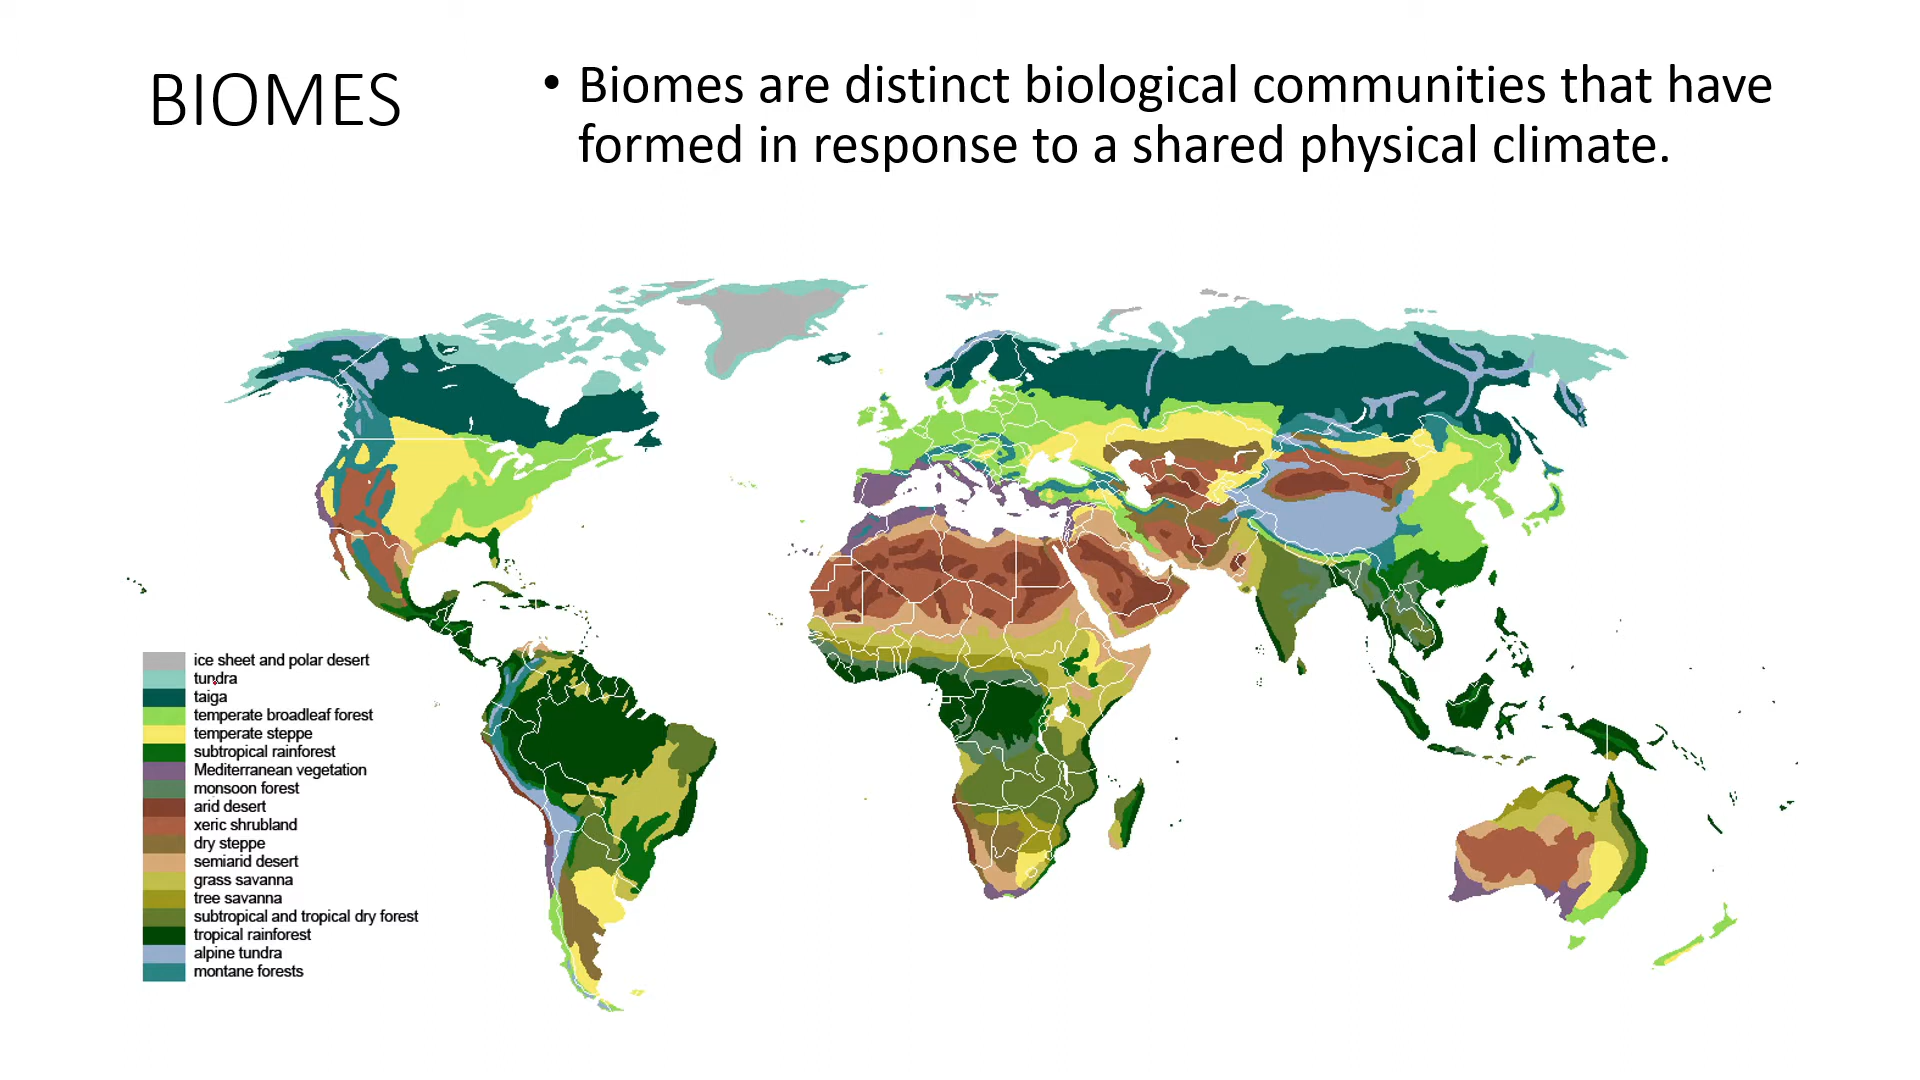 BIOMES
• Biomes are distinct biological communities that have
formed in response to a shared physical climate.
ice sheet and polar desert
tundra
taiga
temperate broadleaf forest
temperate steppe
subtropical rainforest
Mediterranean vegetation
monsoon forest
arid desert
xeric shrubland
dry steppe
semiarid desert
grass savanna
tree savanna
subtropical and tropical dry forest
tropical rainforest
alpine tundra
montane forests